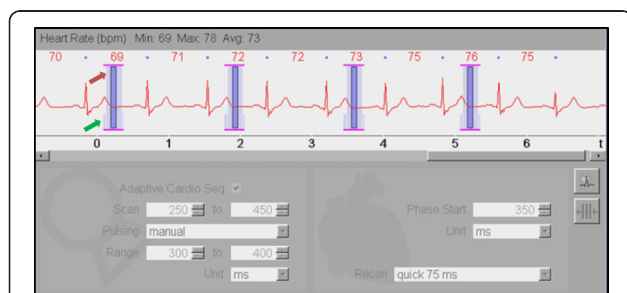 Heart Rate (bpm) Min: 69 Max: 78 Avg: 73
70 69 71 72 72 73 75 76 75
0 1 2 3 4 5 6 t
Adaptive Cardio Seq.
Scan 250 to 450
Phase Start 350
Pulsing manual
Unit ms
Range 300 to 400
Unit ms
Recon quick 75 ms